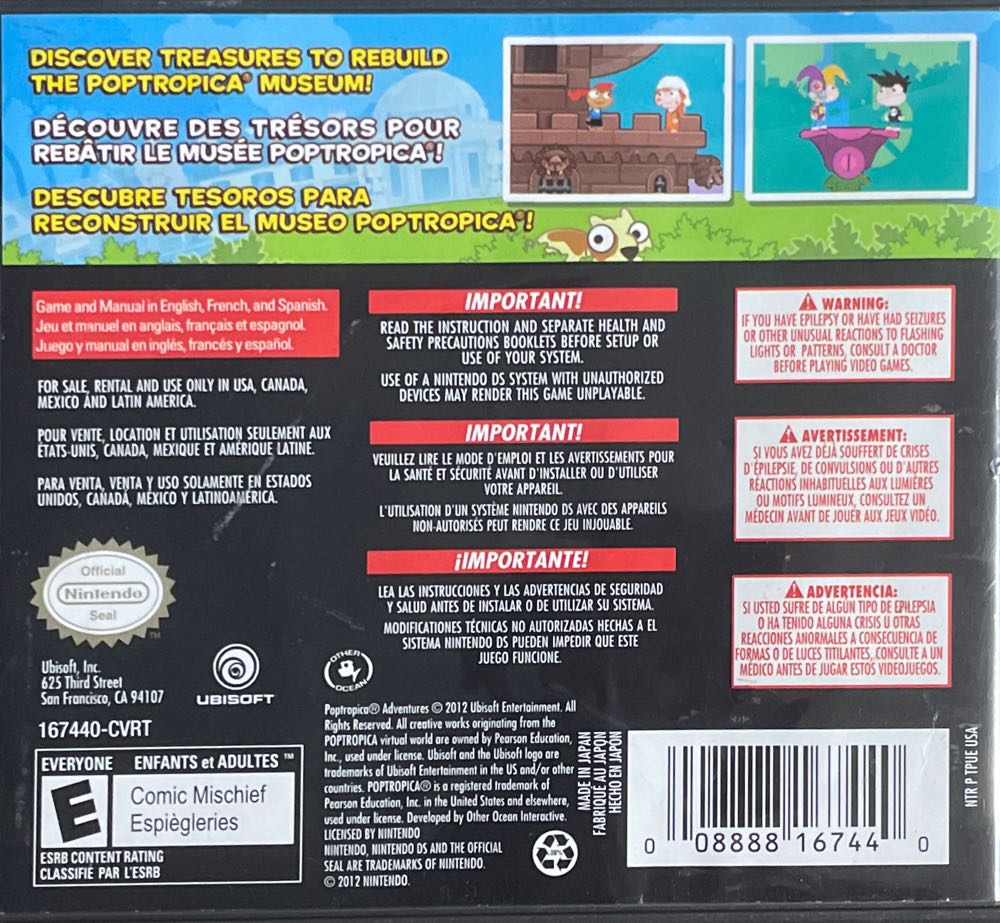 DISCOVER TREASURES TO REBUILD
THE POPTROPICA® MUSEUM!
DÉCOUVRE DES TRÉSORS POUR
REBÂTIR LE MUSÉE POPTROPICA®!
DESCUBRE TESOROS PARA
RECONSTRUIR EL MUSEO POPTROPICA®!
Game and Manual in English, French, and Spanish.
Jeu et manuel en anglais, français et espagnol.
Juego y manual en inglés, francés y español.
FOR SALE, RENTAL AND USE ONLY IN USA, CANADA,
MEXICO AND LATIN AMERICA.
POUR VENTE, LOCATION ET UTILISATION SEULEMENT AUX
ÉTATS-UNIS, CANADA, MEXIQUE ET AMÉRIQUE LATINE.
PARA VENTA, VENTA Y USO SOLAMENTE EN ESTADOS
UNIDOS, CANADÁ, MÉXICO Y LATINOAMÉRICA.
Official
Nintendo
Seal
TM
Ubisoft, Inc.
625 Third Street
San Francisco, CA 94107
UBISOFT
167440-CVRT
EVERYONE ENFANTS et ADULTES ™
E
Comic Mischief
Espiègleries
ESRB CONTENT RATING
CLASSIFIÉ PAR L'ESRB
IMPORTANT!
READ THE INSTRUCTION AND SEPARATE HEALTH AND
SAFETY PRECAUTIONS BOOKLETS BEFORE SETUP OR
USE OF YOUR SYSTEM.
USE OF A NINTENDO DS SYSTEM WITH UNAUTHORIZED
DEVICES MAY RENDER THIS GAME UNPLAYABLE.
IMPORTANT!
VEUILLEZ LIRE LE MODE D'EMPLOI ET LES AVERTISSEMENTS POUR
LA SANTÉ ET SÉCURITÉ AVANT D'INSTALLER OU D'UTILISER
VOTRE APPAREIL.
L'UTILISATION D'UN SYSTÈME NINTENDO DS AVEC DES APPAREILS
NON-AUTORISÉS PEUT RENDRE CE JEU INJOUABLE.
¡IMPORTANTE!
LEA LAS INSTRUCCIONES Y LAS ADVERTENCIAS DE SEGURIDAD
Y SALUD ANTES DE INSTALAR O DE UTILIZAR SU SISTEMA.
MODIFICATIONES TÉCNICAS NO AUTORIZADAS HECHAS A EL
SISTEMA NINTENDO DS PUEDEN IMPEDIR QUE ESTE
JUEGO FUNCIONE.
OTHER
OCEAN
Poptropica® Adventures © 2012 Ubisoft Entertainment. All
Rights Reserved. All creative works originating from the
POPTROPICA virtual world are owned by Pearson Education,
Inc., used under license. Ubisoft and the Ubisoft logo are
trademarks of Ubisoft Entertainment in the US and/or other
countries. POPTROPICA® is a registered trademark of
Pearson Education, Inc. in the United States and elsewhere,
used under license. Developed by Other Ocean Interactive.
LICENSED BY NINTENDO
NINTENDO, NINTENDO DS AND THE OFFICIAL
SEAL ARE TRADEMARKS OF NINTENDO.
© 2012 NINTENDO.
MADE IN JAPAN
FABRIQUÉ AU JAPON
HECHO EN JAPON
WARNING:
IF YOU HAVE EPILEPSY OR HAVE HAD SEIZURES
OR OTHER UNUSUAL REACTIONS TO FLASHING
LIGHTS OR PATTERNS, CONSULT A DOCTOR
BEFORE PLAYING VIDEO GAMES.
AVERTISSEMENT:
SI VOUS AVEZ DÉJÀ SOUFFERT DE CRISES
D'ÉPILEPSIE, DE CONVULSIONS OU D'AUTRES
RÉACTIONS INHABITUELLES AUX LUMIÈRES
OU MOTIFS LUMINEUX, CONSULTEZ UN
MÉDECIN AVANT DE JOUER AUX JEUX VIDÉO.
ADVERTENCIA:
SI USTED SUFRE DE ALGÚN TIPO DE EPILEPSIA
O HA TENIDO ALGUNA CRISIS U OTRAS
REACCIONES ANORMALES A CONSECUENCIA DE
FORMAS O DE LUCES TITILANTES, CONSULTE A UN
MÉDICO ANTES DE JUGAR ESTOS VIDEOJUEGOS.
0 08888 16744 0
NTR P TPUE USA